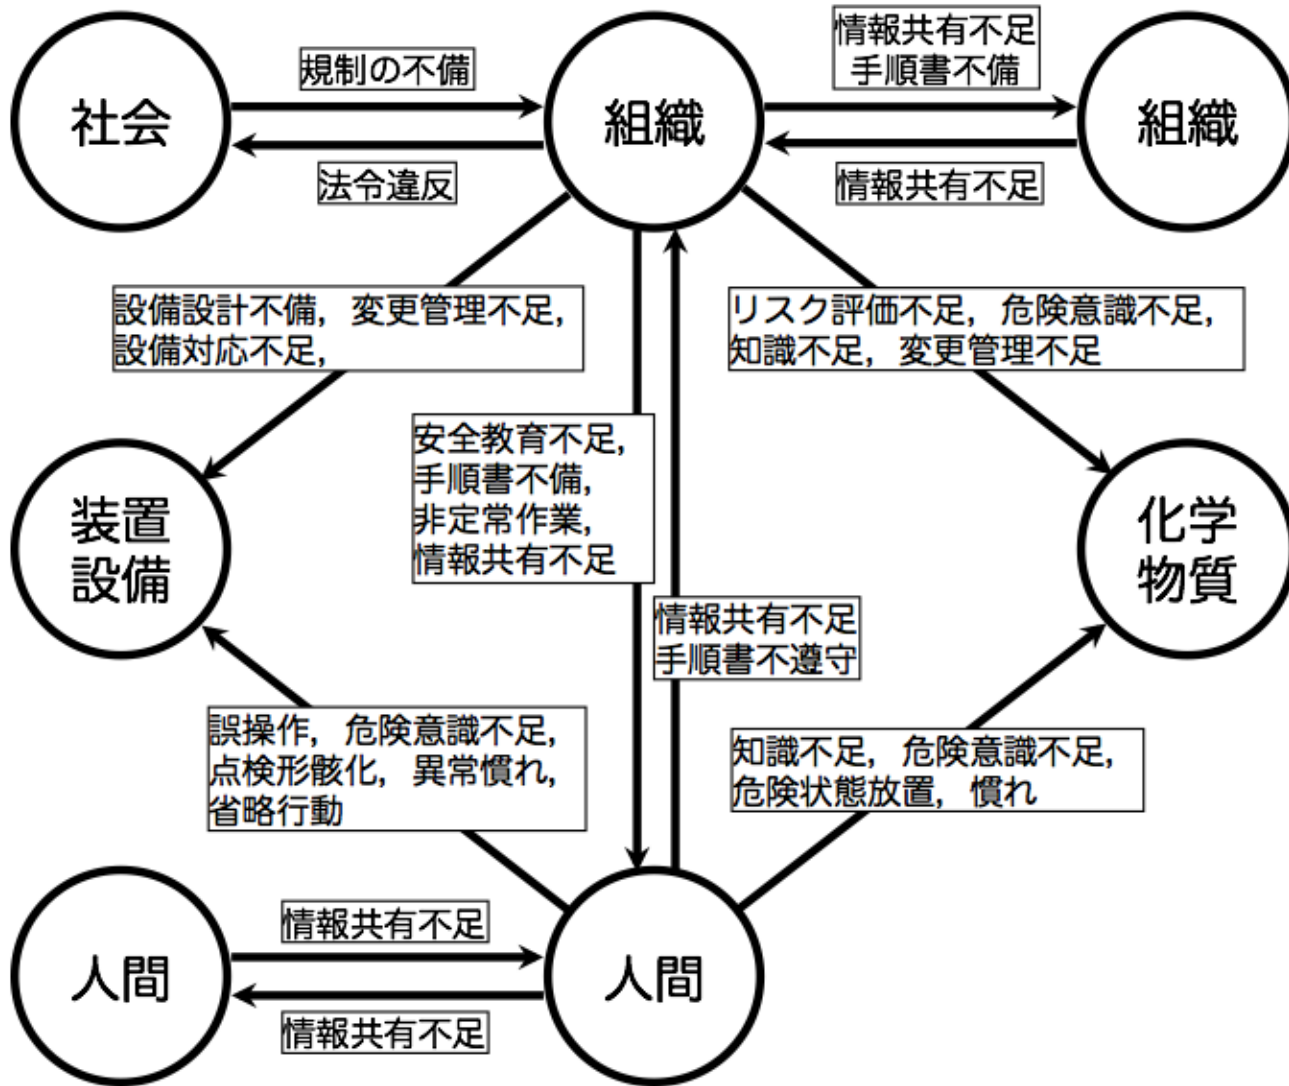 社会
規制の不備
法令違反
組織
情報共有不足
手順書不備
情報共有不足
組織
設備設計不備，変更管理不足，
設備対応不足，
リスク評価不足，危険意識不足，
知識不足，変更管理不足
安全教育不足，
手順書不備，
非定常作業，
情報共有不足
装置
設備
化学
物質
情報共有不足
手順書不遵守
誤操作，危険意識不足，
点検形骸化，異常慣れ，
省略行動
知識不足，危険意識不足，
危険状態放置，慣れ
人間
情報共有不足
情報共有不足
人間